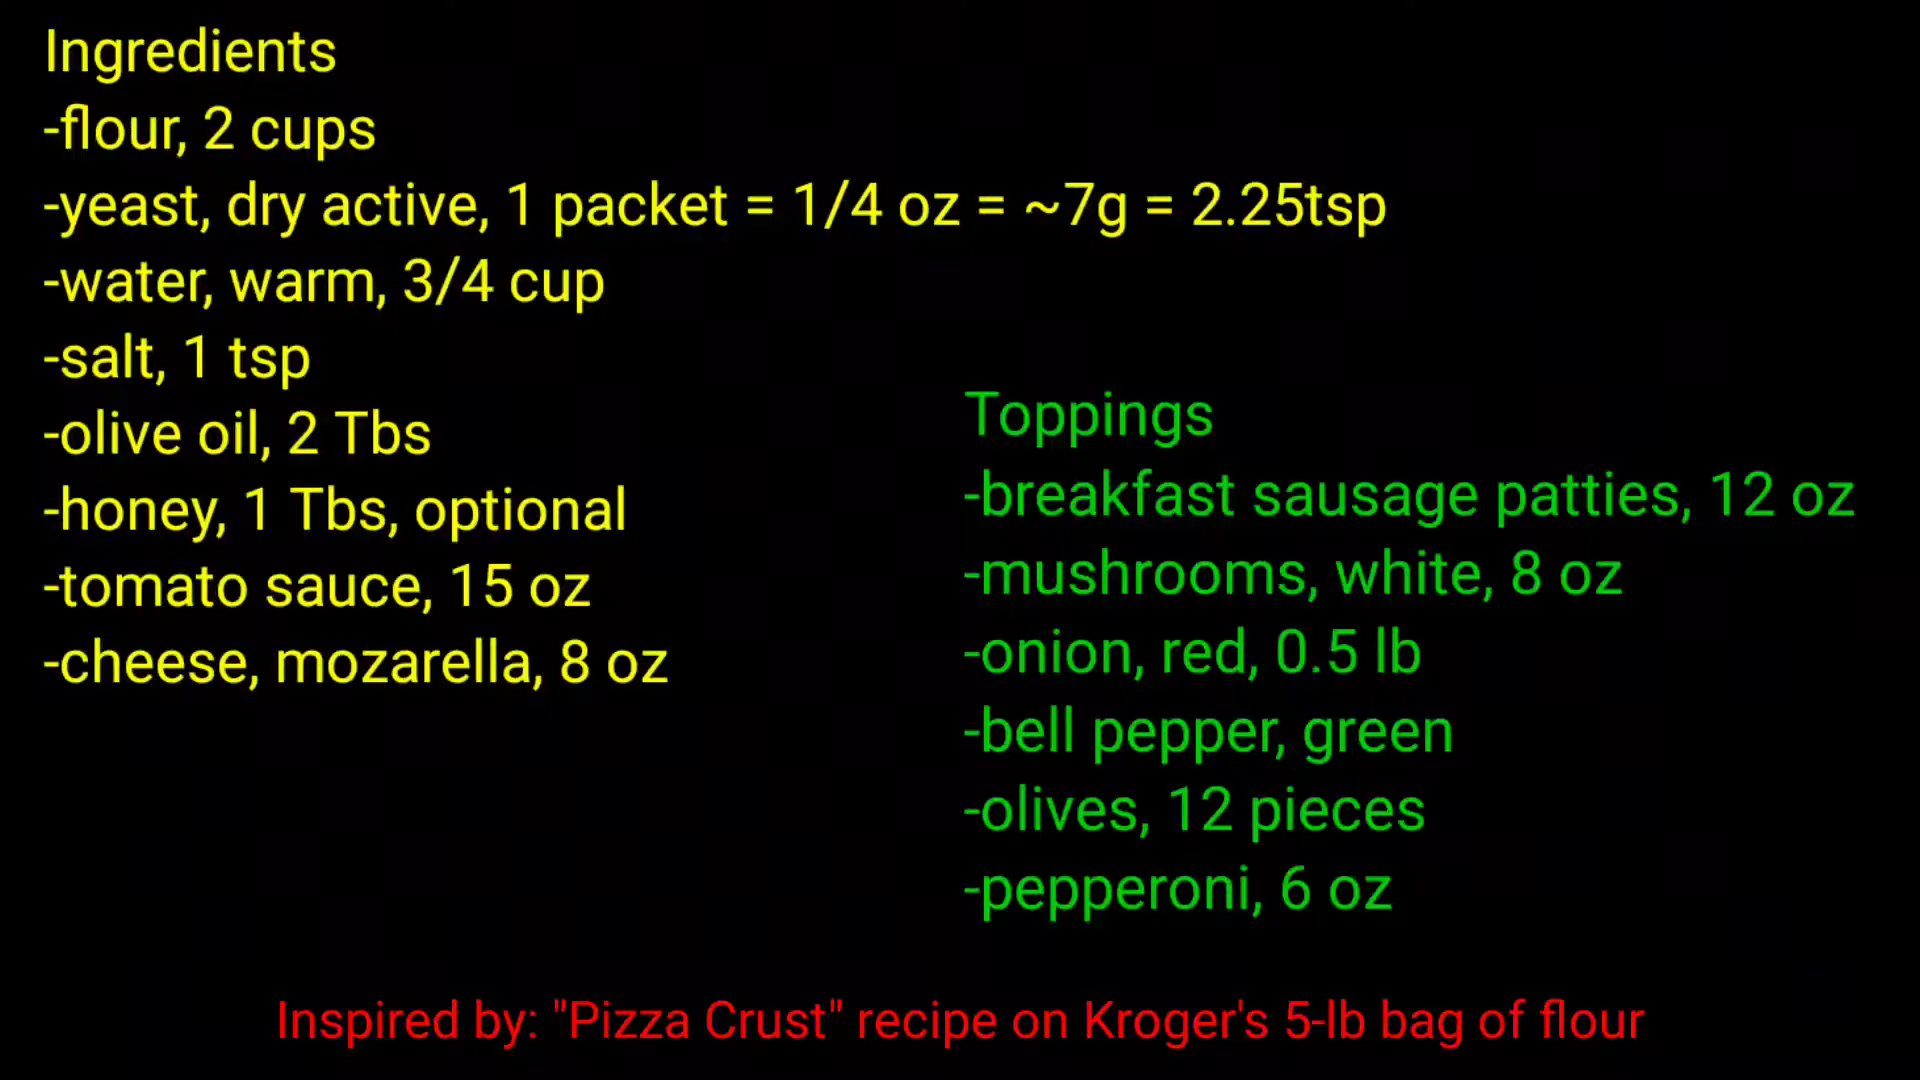 Ingredients
-flour, 2 cups
-yeast, dry active, 1 packet = 1/4 oz = ~7g = 2.25tsp
-water, warm, 3/4 cup
-salt, 1 tsp
-olive oil, 2 Tbs
-honey, 1 Tbs, optional
-tomato sauce, 15 oz
-cheese, mozarella, 8 oz
Toppings
-breakfast sausage patties, 12 oz
-mushrooms, white, 8 oz
-onion, red, 0.5 lb
-bell pepper, green
-olives, 12 pieces
-pepperoni, 6 oz
Inspired by: "Pizza Crust" recipe on Kroger's 5-lb bag of flour